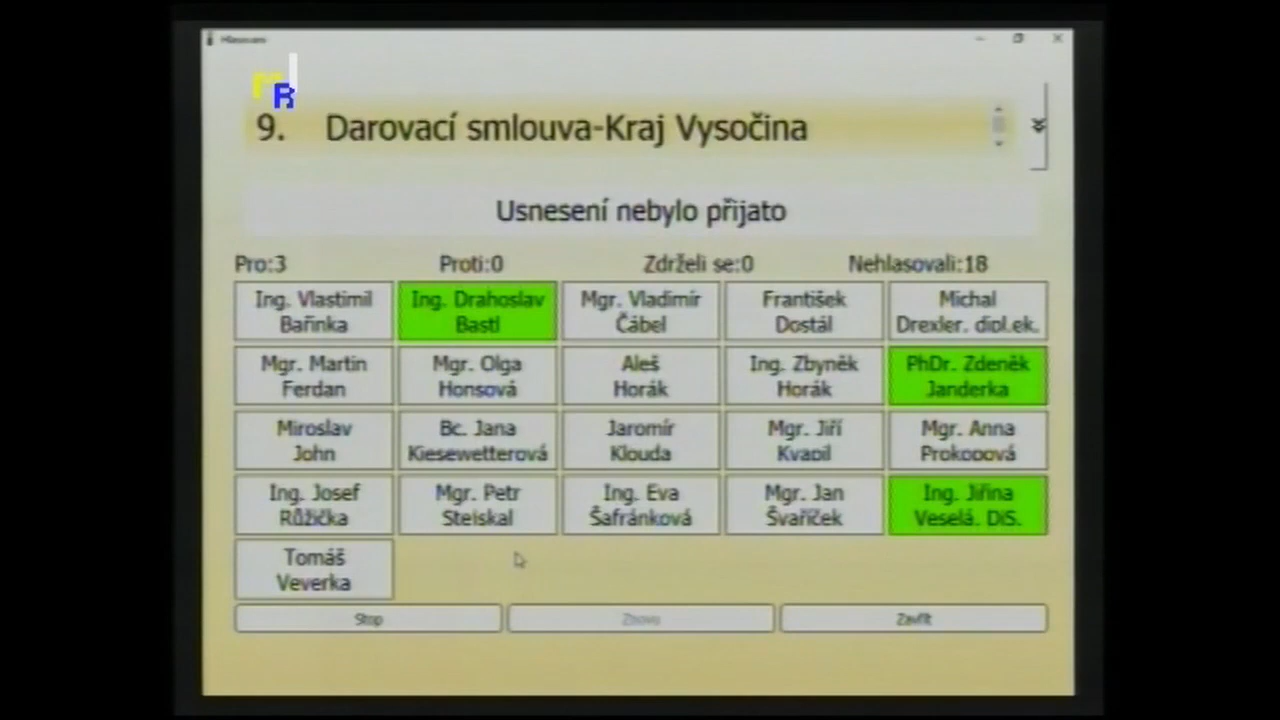 Hlasování
R
9. Darovací smlouva-Kraj Vysočina
Usnesení nebylo přijato
Pro:3 Proti:0 Zdrželi se:0 Nehlasovali:18
Ing. Vlastimil Bařinka
Ing. Drahoslav Bastl
Mgr. Vladimír Čábel
František Dostál
Michal Drexler. dipl.ek.
Mgr. Martin Ferdan
Mgr. Olga Honsová
Aleš Horák
Ing. Zbyněk Horák
PhDr. Zdeněk Janderka
Miroslav John
Bc. Jana Kiesewetterová
Jaromír Klouda
Mgr. Jiří Kvapil
Mgr. Anna Prokopová
Ing. Josef Růžička
Mgr. Petr Stejskal
Ing. Eva Šafránková
Mgr. Jan Švaříček
Ing. Jiřina Veselá. DiS.
Tomáš Veverka
Stop Znovu Zavřít